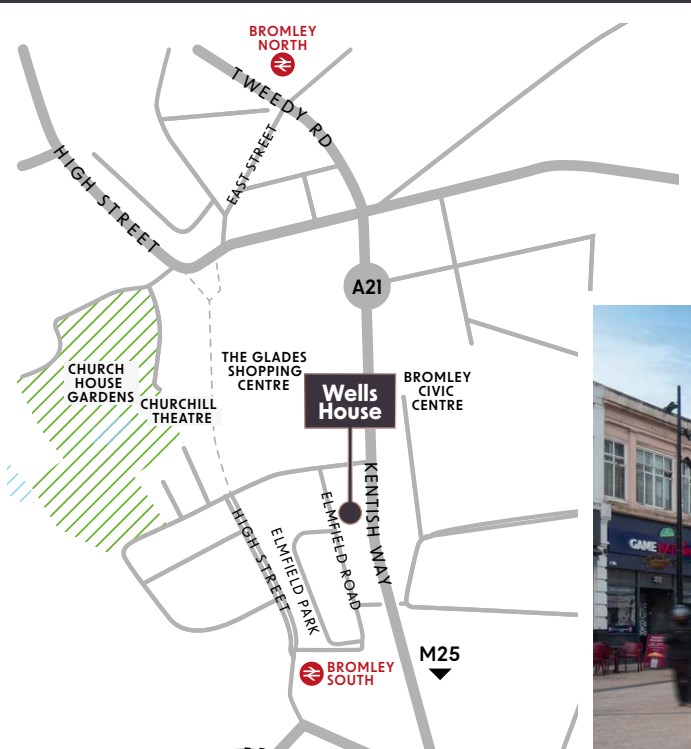 BROMLEY
NORTH
TWEEDY RD
EAST STREET
HIGH STREET
A21
THE GLADES
SHOPPING
CENTRE
CHURCH
HOUSE
GARDENS
CHURCHILL
THEATRE
Wells
House
BROMLEY
CIVIC
CENTRE
KENTISH WAY
ELMFIELD ROAD
ELMFIELD PARK
HIGH STREET
GAME
BROMLEY
SOUTH
M25